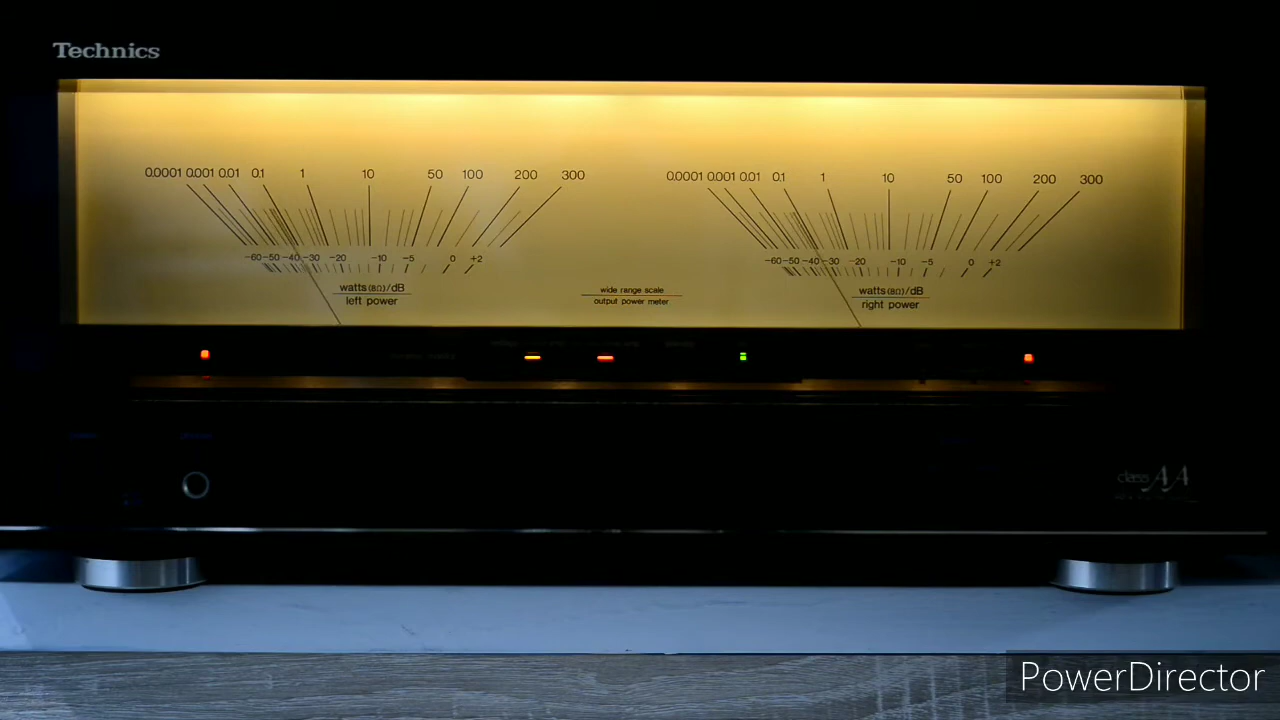 Technics
0.0001 0.001 0.01 0.1 1 10 50 100 200 300
-60 -50 -40 -30 -20 -10 -5 0 +2
watts(8Ω)/dB
left power
wide range scale
output power meter
0.0001 0.001 0.01 0.1 1 10 50 100 200 300
-60 -50 -40 -30 -20 -10 -5 0 +2
watts(8Ω)/dB
right power
class AA
PowerDirector